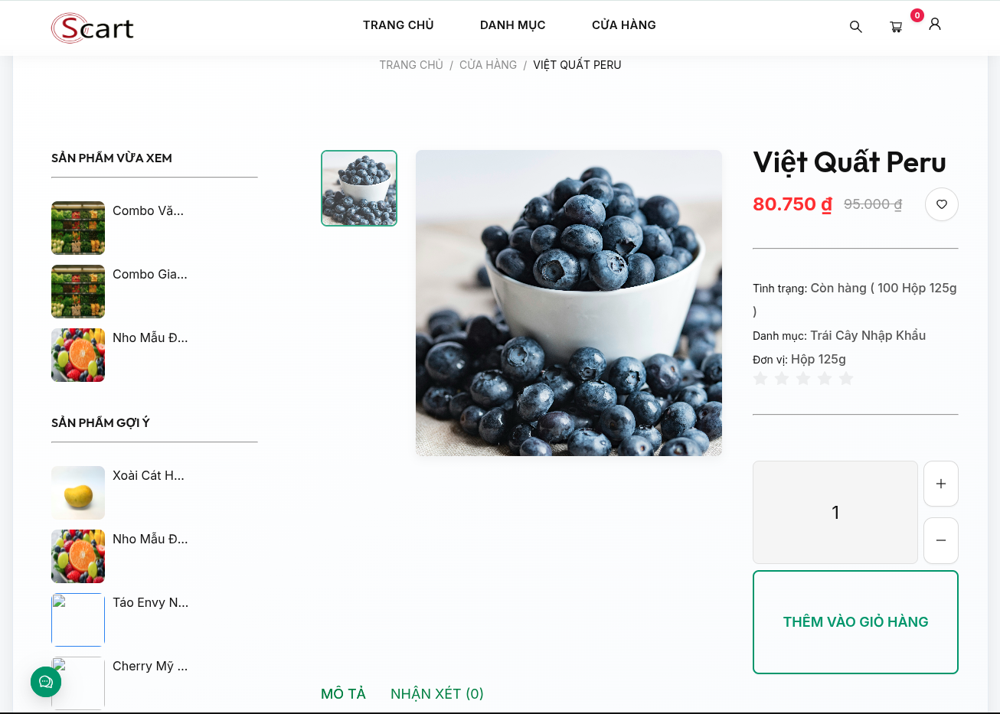 Scart
TRANG CHỦ
DANH MỤC
CỬA HÀNG
0
TRANG CHỦ / CỬA HÀNG / VIỆT QUẤT PERU
SẢN PHẨM VỪA XEM
Combo Vă...
Combo Gia...
Nho Mẫu Đ...
SẢN PHẨM GỢI Ý
Xoài Cát H...
Nho Mẫu Đ...
Táo Envy N...
Cherry Mỹ ...
Việt Quất Peru
80.750 ₫ 95.000 ₫
Tình trạng: Còn hàng ( 100 Hộp 125g
)
Danh mục: Trái Cây Nhập Khẩu
Đơn vị: Hộp 125g
1
+
−
THÊM VÀO GIỎ HÀNG
MÔ TẢ
NHẬN XÉT (0)